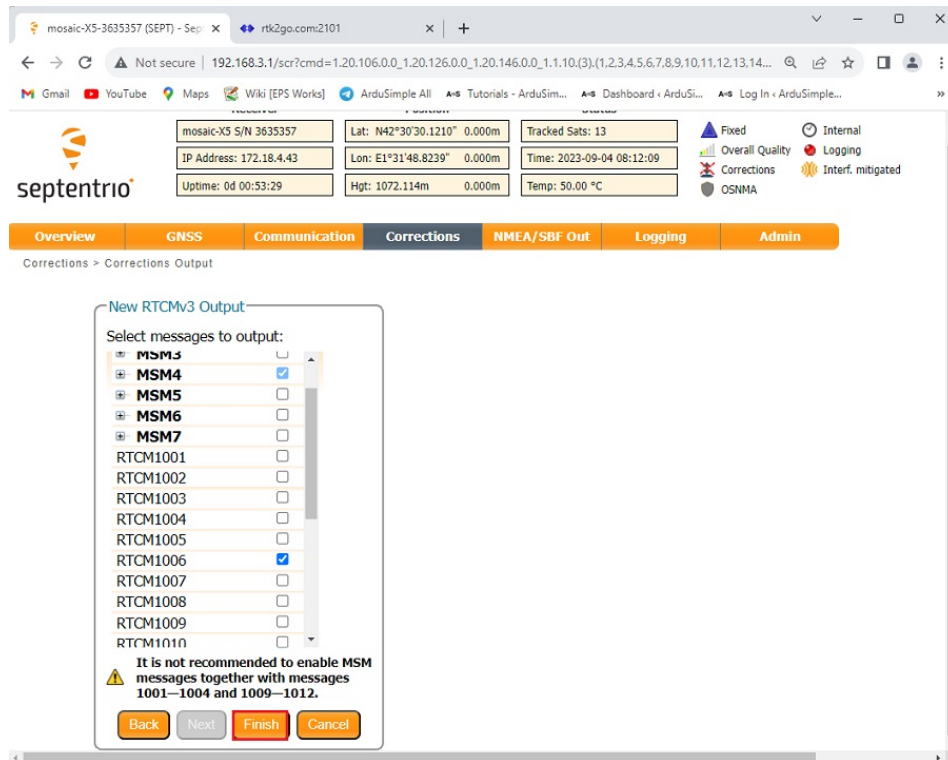 mosaic-X5-3635357 (SEPT) - Sep
rtk2go.com:2101
Not secure 192.168.3.1/scr?cmd=1.20.106.0.0_1.20.126.0.0_1.20.146.0.0_1.1.10.(3).(1,2,3,4,5,6,7,8,9,10,11,12,13,14...
Gmail YouTube Maps Wiki [EPS Works] ArduSimple All A+S Tutorials - ArduSim... A+S Dashboard ‹ ArduSi... A+S Log In ‹ ArduSimple... »
Receiver Position Status
mosaic-X5 S/N 3635357 Lat: N42°30'30.1210" 0.000m Tracked Sats: 13 Fixed Internal
IP Address: 172.18.4.43 Lon: E1°31'48.8239" 0.000m Time: 2023-09-04 08:12:09 Overall Quality Logging
Corrections Interf. mitigated
septentrio Uptime: 0d 00:53:29 Hgt: 1072.114m 0.000m Temp: 50.00 °C OSNMA
Overview GNSS Communication Corrections NMEA/SBF Out Logging Admin
Corrections > Corrections Output
New RTCMv3 Output
Select messages to output:
MSM3
MSM4
MSM5
MSM6
MSM7
RTCM1001
RTCM1002
RTCM1003
RTCM1004
RTCM1005
RTCM1006
RTCM1007
RTCM1008
RTCM1009
RTCM1010
It is not recommended to enable MSM
messages together with messages
1001—1004 and 1009—1012.
Back Next Finish Cancel